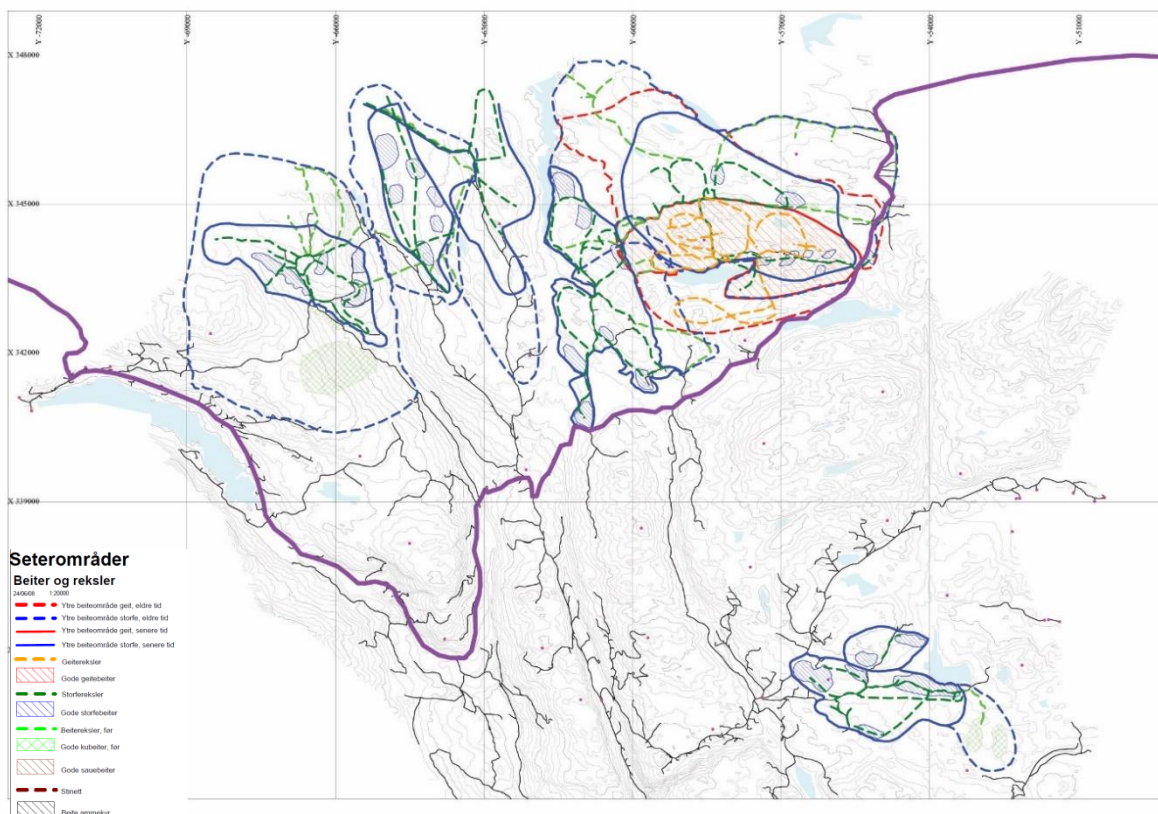 Y -72000
Y -69000
Y -66000
Y -63000
Y -60000
Y -57000
Y -54000
Y -51000
X 348000
X 345000
X 342000
X 339000
Seterområder
Beiter og reksler
24/06/08 1:20000
Ytre beiteområde geit, eldre tid
Ytre beiteområde storfe, eldre tid
Ytre beiteområde geit, senere tid
Ytre beiteområde storfe, senere tid
Geitereksler
Gode geitebeiter
Storfereksler
Gode storfebeiter
Beitereksler, før
Gode kubeiter, før
Gode sauebeiter
Stinett
Beite ammekyr